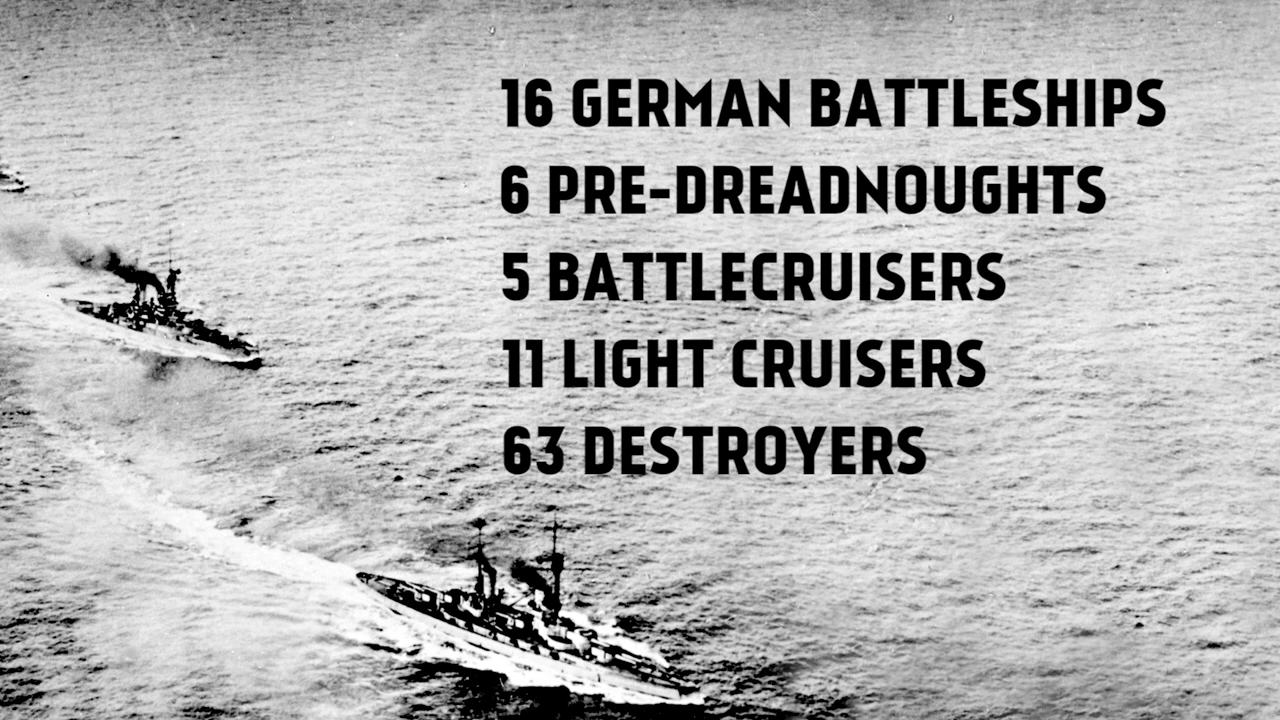 16 GERMAN BATTLESHIPS
6 PRE-DREADNOUGHTS
5 BATTLECRUISERS
11 LIGHT CRUISERS
63 DESTROYERS